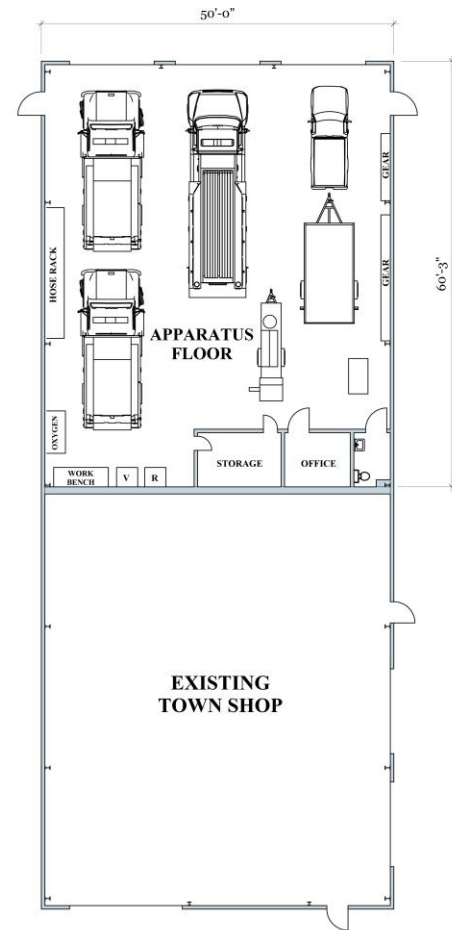 50'-0"
GEAR
HOSE RACK
GEAR
60'-3"
APPARATUS
FLOOR
OXYGEN
STORAGE
OFFICE
WORK
BENCH
V
R
EXISTING
TOWN SHOP